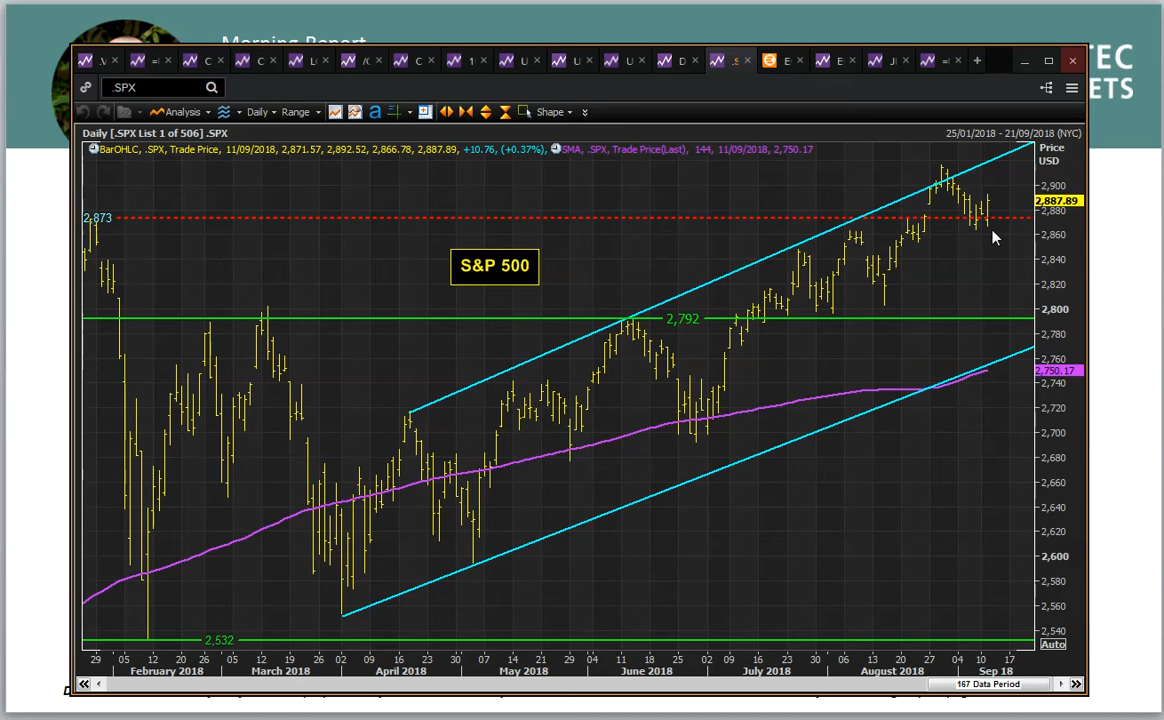 Morning Report
TEC
ETS
.V
=I
C
C
L(
/C
C
1
U
U
U
D
.S
E
E
JI
=I
.SPX
Analysis
Daily
Range
a
Shape
Daily [.SPX List 1 of 506] .SPX
25/01/2018 - 21/09/2018 (NYC)
BarOHLC, .SPX, Trade Price, 11/09/2018, 2,871.57, 2,892.52, 2,866.78, 2,887.89, +10.76, (+0.37%), SMA, .SPX, Trade Price(Last), 144, 11/09/2018, 2,750.17
Price
USD
2,900
2,887.89
2,880
2,873
2,860
S&P 500
2,840
2,820
2,800
2,792
2,780
2,760
2,750.17
2,740
2,720
2,700
2,680
2,660
2,640
2,620
2,600
2,580
2,560
2,540
2,532
Auto
29 05 12 20 26 05 12 19 26 02 09 16 23 30 07 14 21 29 04 11 18 25 02 09 16 23 30 06 13 20 27 04 10 17
February 2018 March 2018 April 2018 May 2018 June 2018 July 2018 August 2018 Sep 18
167 Data Period